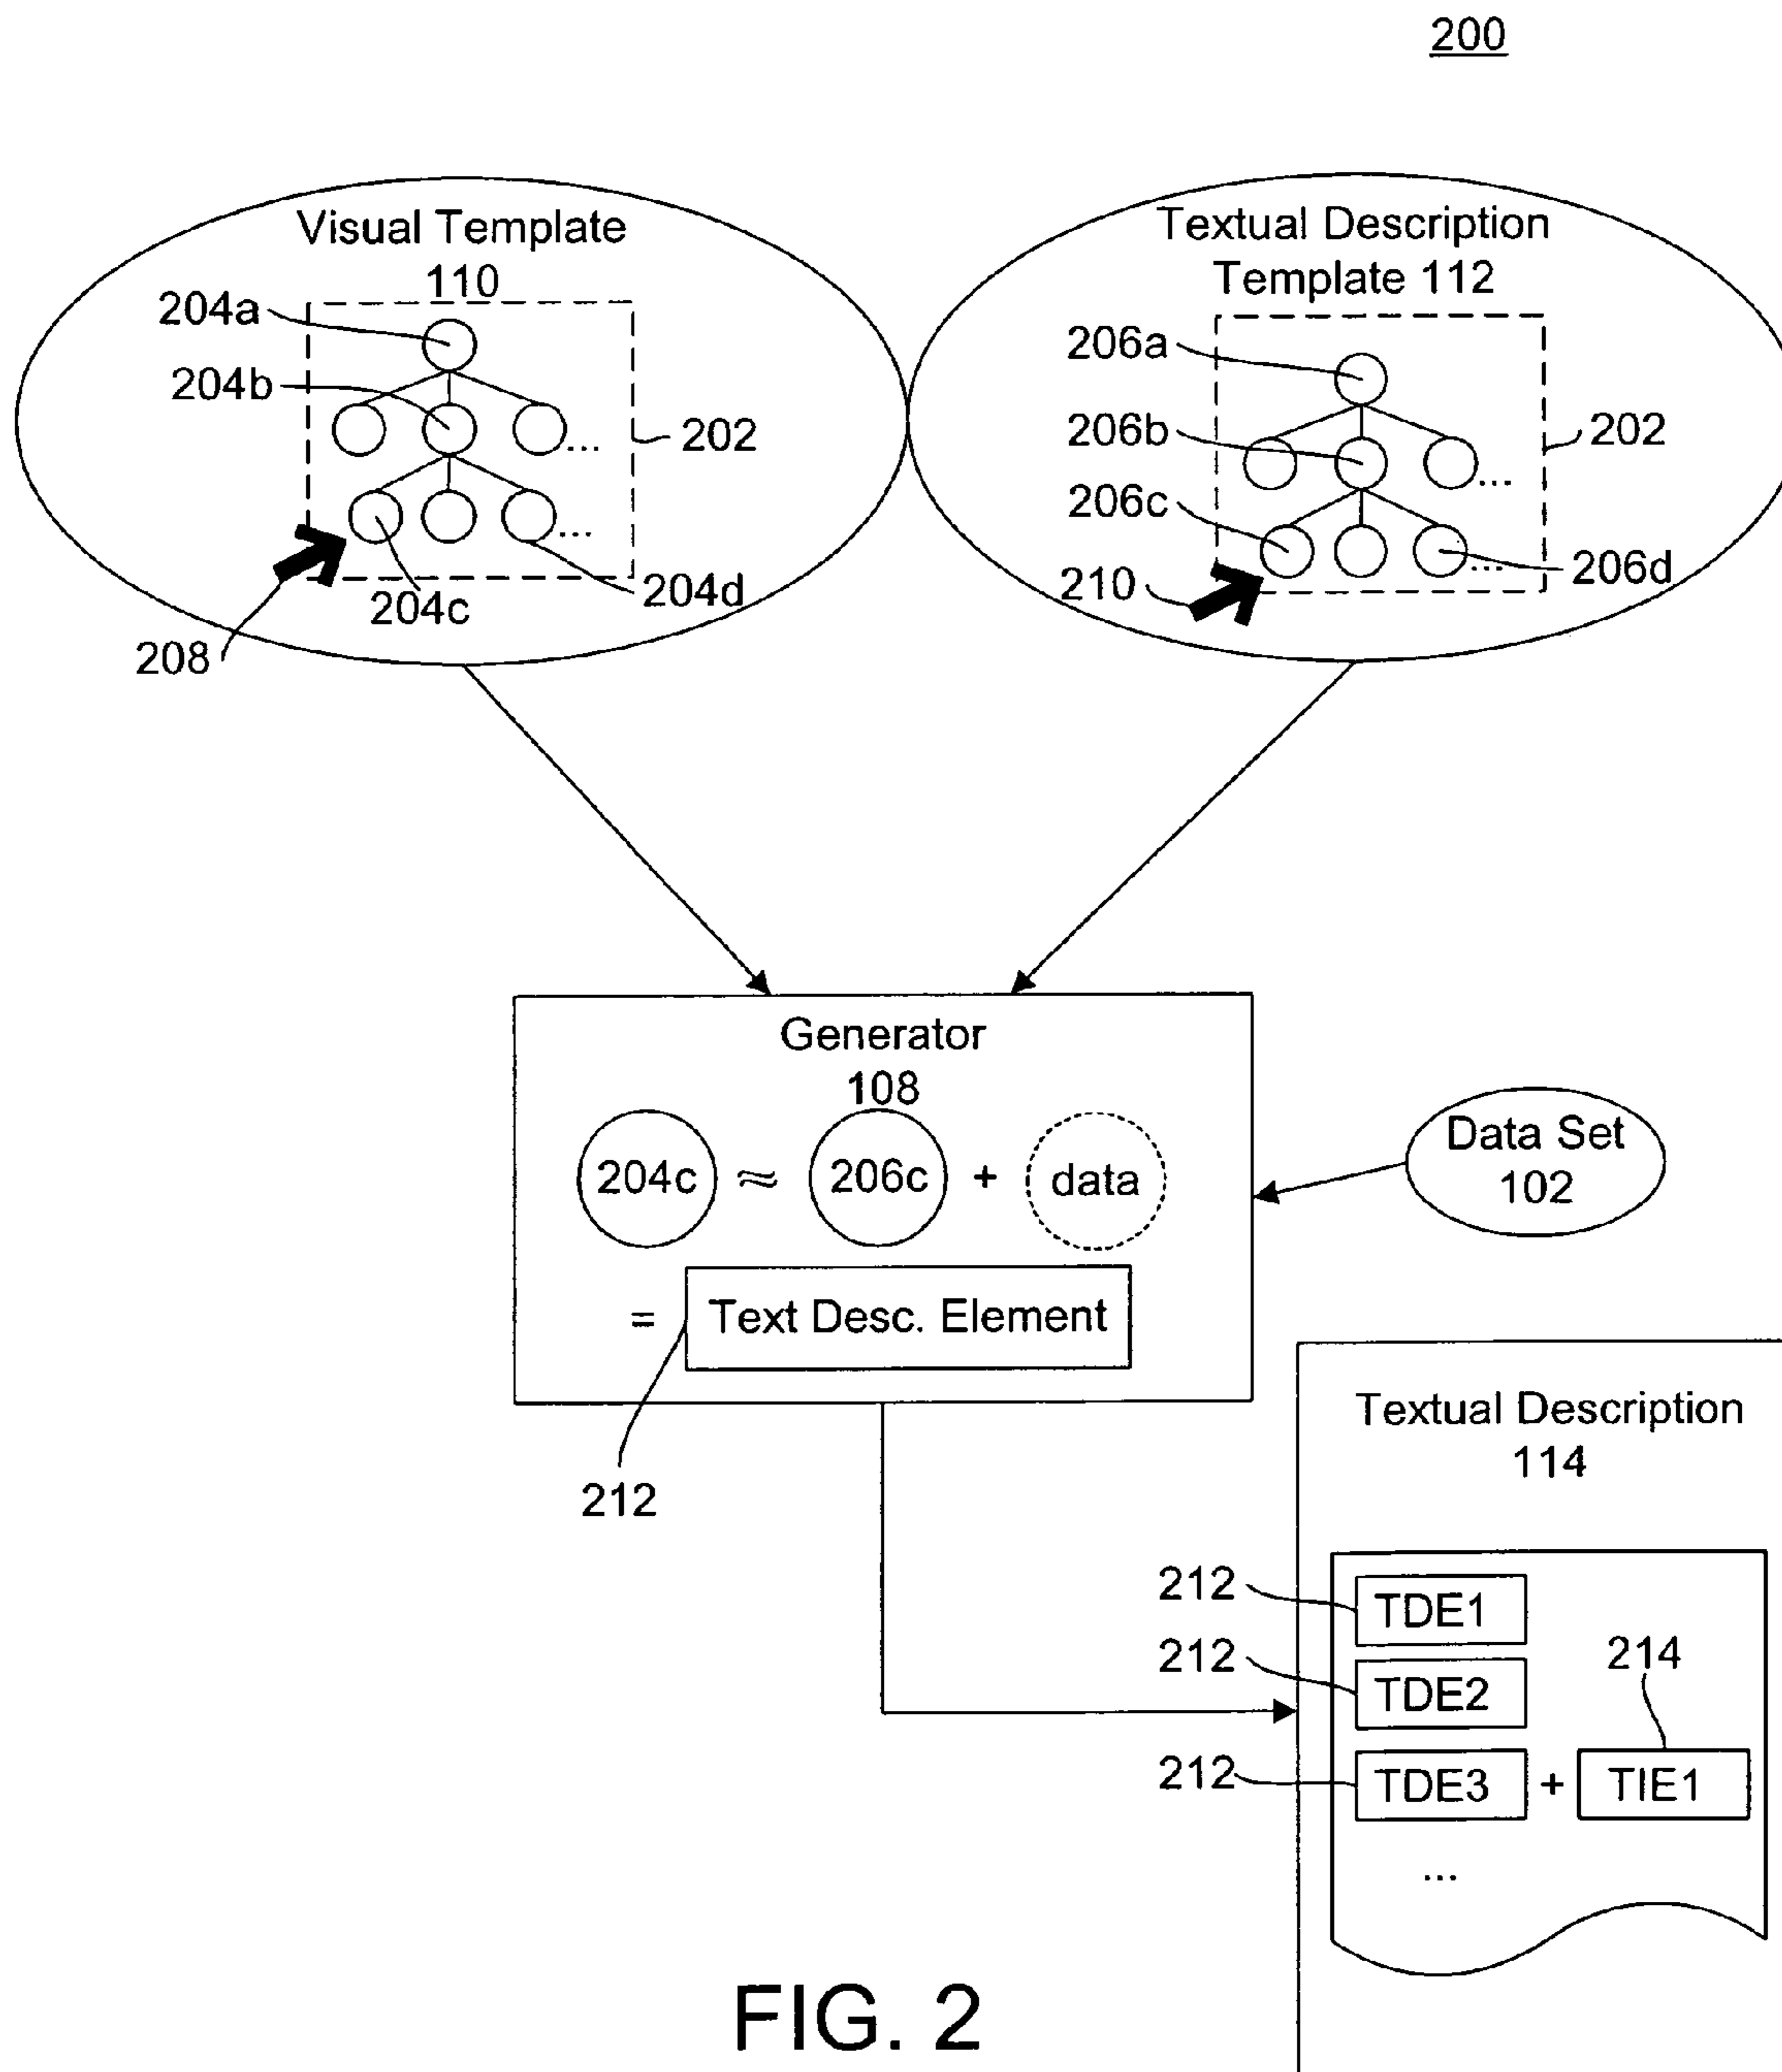 200
Visual Template
110
204a
204b
...
202
...
204c
204d
208
Textual Description
Template 112
206a
206b
202
...
206c
...
206d
210
Generator
108
204c ≈ 206c + data
= Text Desc. Element
212
Data Set
102
Textual Description
114
212 TDE1
212 TDE2
214
212 TDE3 + TIE1
...
FIG. 2